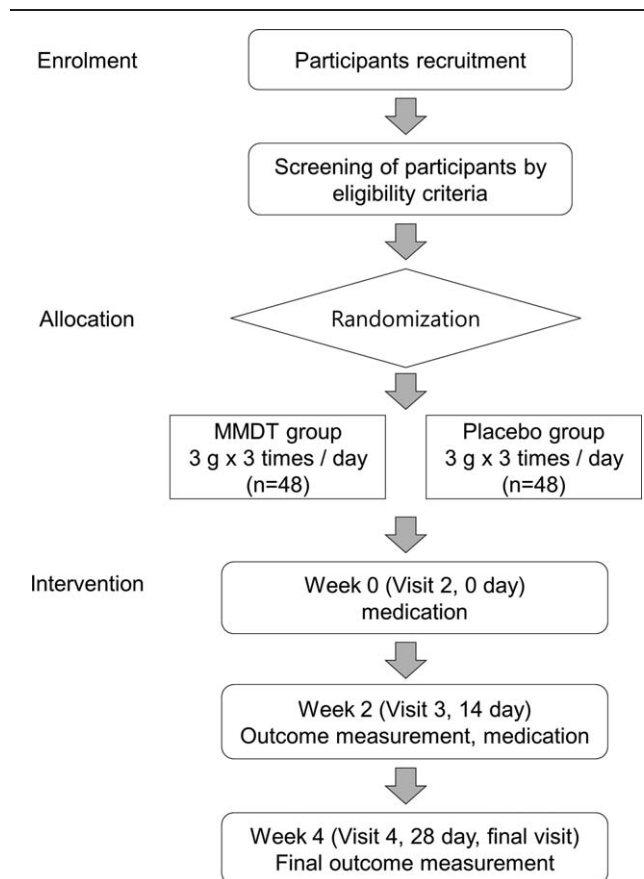 Enrolment
Participants recruitment
Screening of participants by
eligibility criteria
Allocation
Randomization
MMDT group
3 g x 3 times / day
(n=48)
Placebo group
3 g x 3 times / day
(n=48)
Intervention
Week 0 (Visit 2, 0 day)
medication
Week 2 (Visit 3, 14 day)
Outcome measurement, medication
Week 4 (Visit 4, 28 day, final visit)
Final outcome measurement